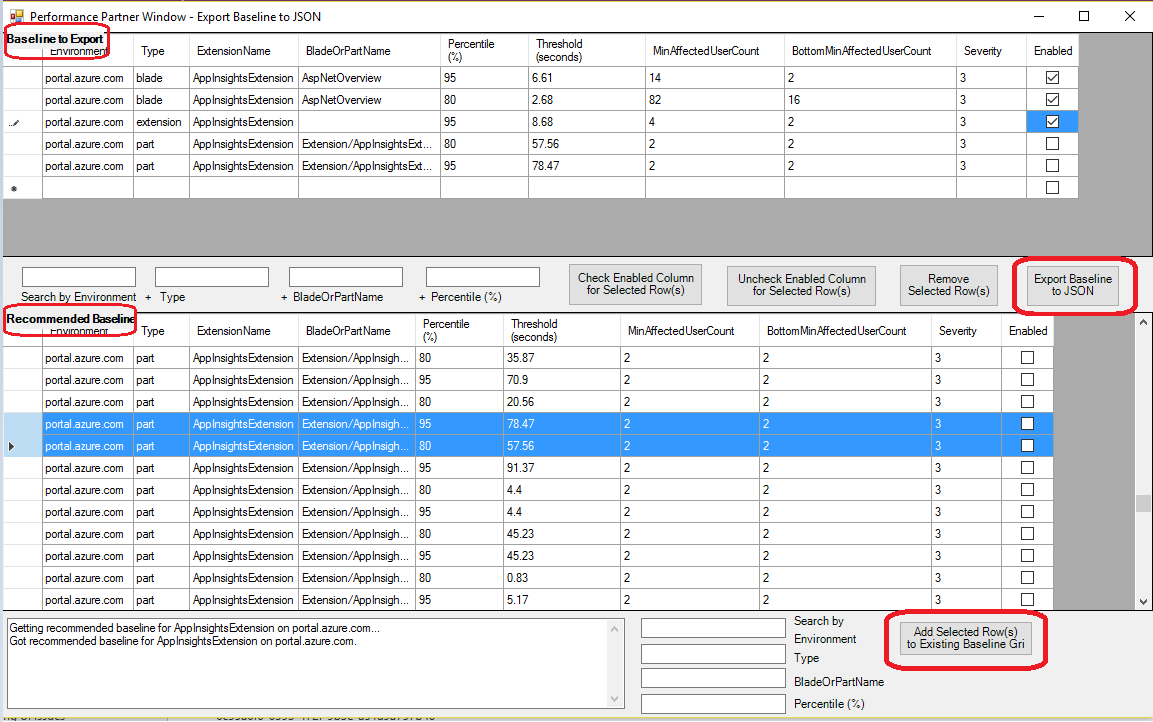 Performance Partner Window - Export Baseline to JSON
Baseline to Export
Environment Type ExtensionName BladeOrPartName Percentile (%) Threshold (seconds) MinAffectedUserCount BottomMinAffectedUserCount Severity Enabled
portal.azure.com blade AppInsightsExtension AspNetOverview 95 6.61 14 2 3
portal.azure.com blade AppInsightsExtension AspNetOverview 80 2.68 82 16 3
portal.azure.com extension AppInsightsExtension 95 8.68 4 2 3
portal.azure.com part AppInsightsExtension Extension/AppInsightsExt... 80 57.56 2 2 3
portal.azure.com part AppInsightsExtension Extension/AppInsightsExt... 95 78.47 2 2 3
Search by Environment + Type + BladeOrPartName + Percentile (%)
Check Enabled Column
for Selected Row(s)
Uncheck Enabled Column
for Selected Row(s)
Remove
Selected Row(s)
Export Baseline
to JSON
Recommended Baseline
Environment Type ExtensionName BladeOrPartName Percentile (%) Threshold (seconds) MinAffectedUserCount BottomMinAffectedUserCount Severity Enabled
portal.azure.com part AppInsightsExtension Extension/AppInsigh... 80 35.87 2 2 3
portal.azure.com part AppInsightsExtension Extension/AppInsigh... 95 70.9 2 2 3
portal.azure.com part AppInsightsExtension Extension/AppInsigh... 80 20.56 2 2 3
portal.azure.com part AppInsightsExtension Extension/AppInsigh... 95 78.47 2 2 3
portal.azure.com part AppInsightsExtension Extension/AppInsigh... 80 57.56 2 2 3
portal.azure.com part AppInsightsExtension Extension/AppInsigh... 95 91.37 2 2 3
portal.azure.com part AppInsightsExtension Extension/AppInsigh... 80 4.4 2 2 3
portal.azure.com part AppInsightsExtension Extension/AppInsigh... 95 4.4 2 2 3
portal.azure.com part AppInsightsExtension Extension/AppInsigh... 80 45.23 2 2 3
portal.azure.com part AppInsightsExtension Extension/AppInsigh... 95 45.23 2 2 3
portal.azure.com part AppInsightsExtension Extension/AppInsigh... 80 0.83 2 2 3
portal.azure.com part AppInsightsExtension Extension/AppInsigh... 95 5.17 2 2 3
Getting recommended baseline for AppInsightsExtension on portal.azure.com...
Got recommended baseline for AppInsightsExtension on portal.azure.com.
Search by
Environment
Type
BladeOrPartName
Percentile (%)
Add Selected Row(s)
to Existing Baseline Gri